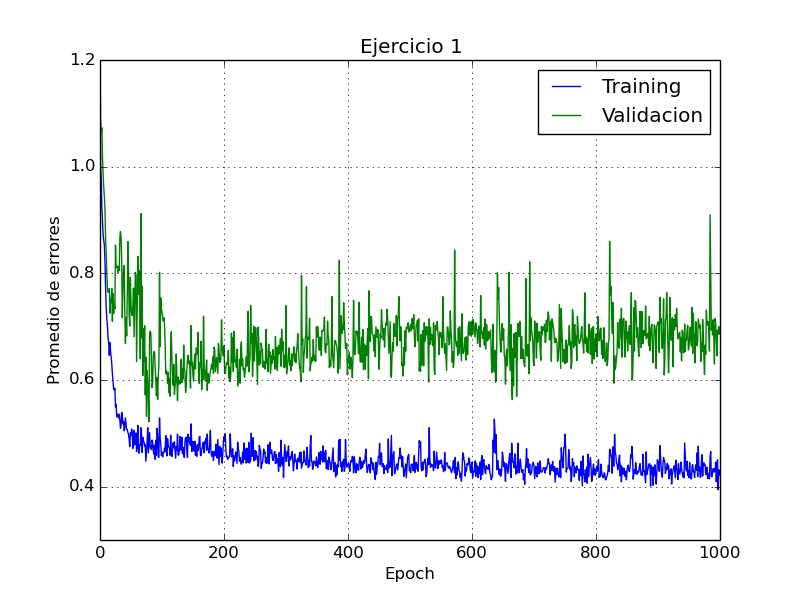 Ejercicio 1
Training
Validacion
Promedio de errores
1.2
1.0
0.8
0.6
0.4
0 200 400 600 800 1000
Epoch